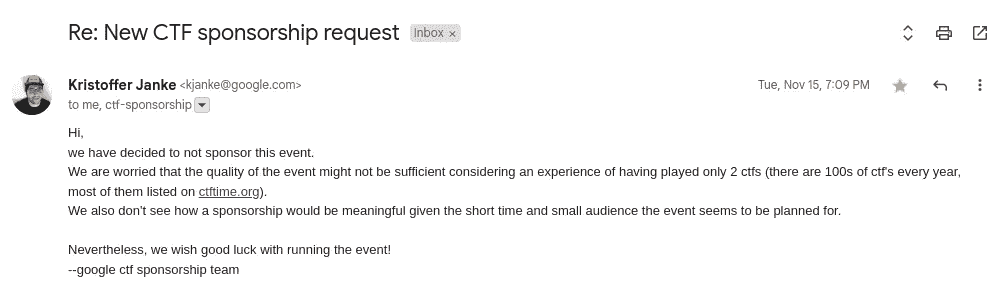 Re: New CTF sponsorship request Inbox ×
Kristoffer Janke <kjanke@google.com> Tue, Nov 15, 7:09 PM
to me, ctf-sponsorship
Hi,
we have decided to not sponsor this event.
We are worried that the quality of the event might not be sufficient considering an experience of having played only 2 ctfs (there are 100s of ctf's every year,
most of them listed on ctftime.org).
We also don't see how a sponsorship would be meaningful given the short time and small audience the event seems to be planned for.
Nevertheless, we wish good luck with running the event!
--google ctf sponsorship team